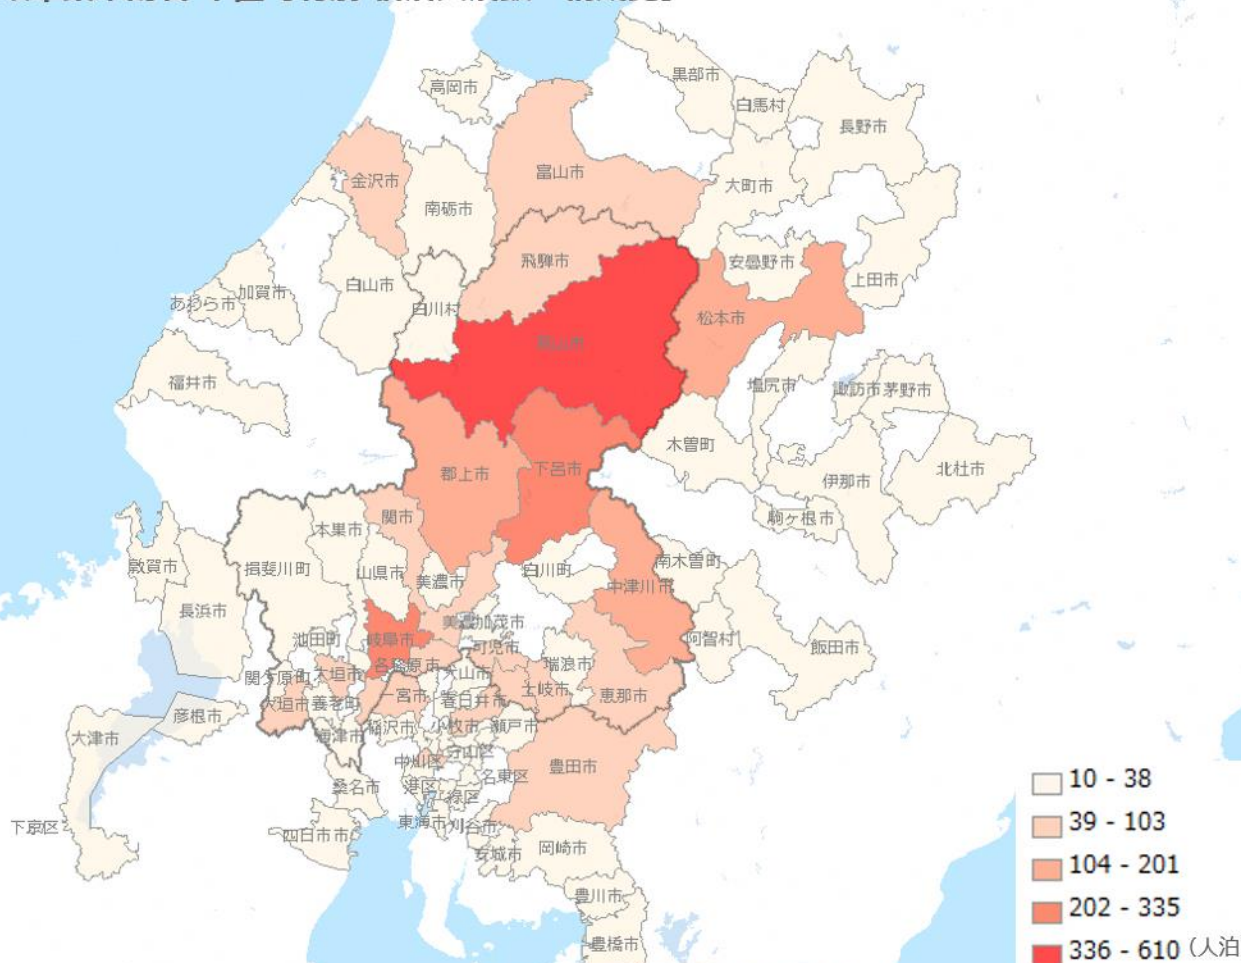 黒部市
高岡市
白馬村
長野市
金沢市
富山市
大町市
南砺市
飛騨市
安曇野市
上田市
白山市
加賀市
あわら市
白川村
松本市
高山市
福井市
塩尻市
諏訪市
茅野市
木曽町
郡上市
下呂市
北杜市
伊那市
関市
駒ヶ根市
本巣市
敦賀市
揖斐川町
山県市
美濃市
白川町
南木曽町
中津川市
長浜市
美濃加茂市
池田町
岐阜市
阿智村
飯田市
可児市
関ケ原町
大垣市
各務原市
犬山市
瑞浪市
土岐市
恵那市
大垣市
養老町
一宮市
春日井市
彦根市
稲沢市
小牧市
瀬戸市
大津市
海津市
守山区
中川区
豊田市
名東区
桑名市
港区
緑区
下京区
東海市
刈谷市
四日市市
安城市
岡崎市
豊川市
豊橋市
10 - 38
39 - 103
104 - 201
202 - 335
336 - 610 (人泊